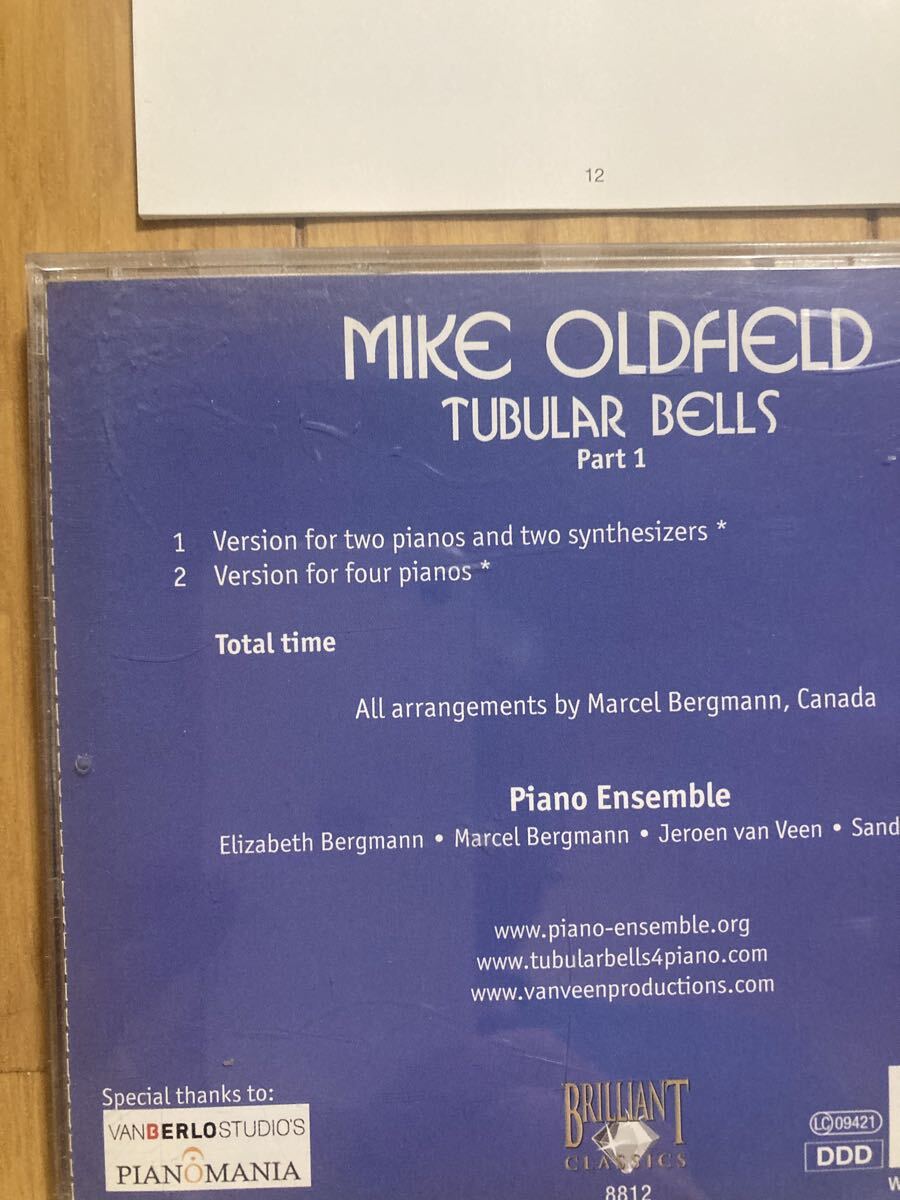 12
MIKE OLDFIELD
TUBULAR BELLS
Part 1
1 Version for two pianos and two synthesizers *
2 Version for four pianos *
Total time
All arrangements by Marcel Bergmann, Canada
Piano Ensemble
Elizabeth Bergmann • Marcel Bergmann • Jeroen van Veen • Sand
www.piano-ensemble.org
www.tubularbells4piano.com
www.vanveenproductions.com
Special thanks to:
VANBERLOSTUDIO'S
PIANOMANIA
BRILLIANT
CLASSICS
8812
LC 09421
DDD